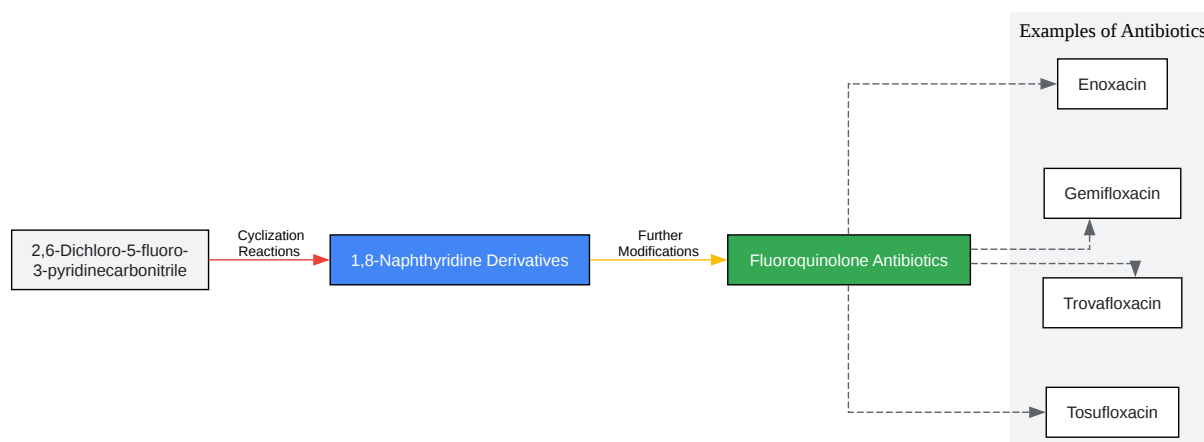 Examples of Antibiotics
Enoxacin
Gemifloxacin
2,6-Dichloro-5-fluoro-
3-pyridinecarbonitrile
Cyclization
Reactions
1,8-Naphthyridine Derivatives
Further
Modifications
Fluoroquinolone Antibiotics
Trovafloxacin
Tosufloxacin